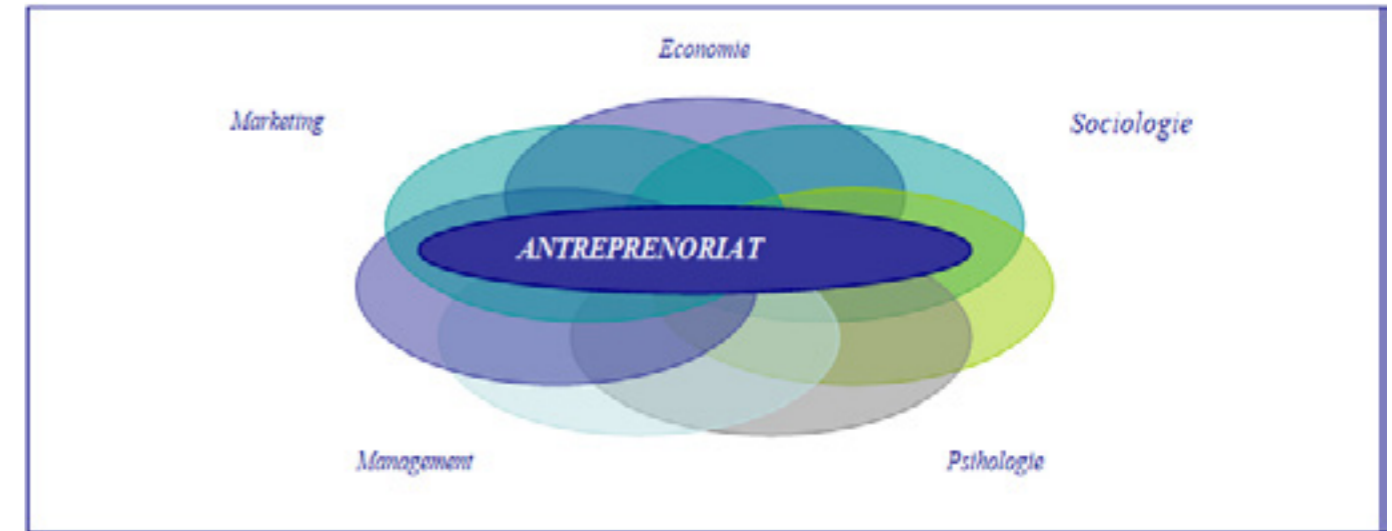 Economie
Marketing
Sociologie
ANTREPRENORIAT
Management
Psihologie